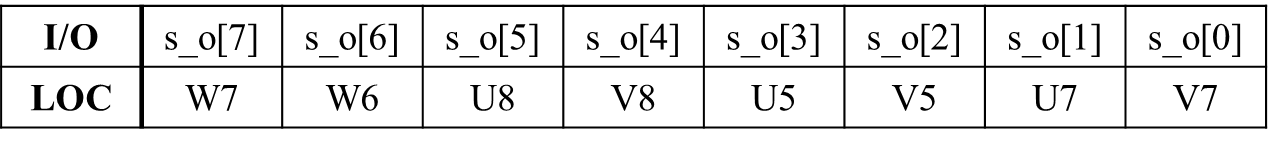 I/O s_o[7] s_o[6] s_o[5] s_o[4] s_o[3] s_o[2] s_o[1] s_o[0]
LOC W7 W6 U8 V8 U5 V5 U7 V7